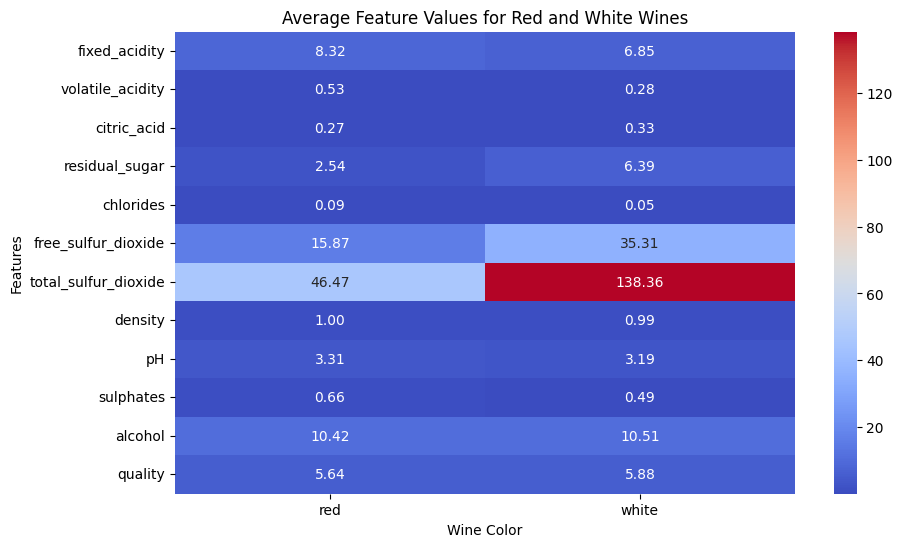 Average Feature Values for Red and White Wines
Features
fixed_acidity 8.32 6.85
volatile_acidity 0.53 0.28
citric_acid 0.27 0.33
residual_sugar 2.54 6.39
chlorides 0.09 0.05
free_sulfur_dioxide 15.87 35.31
total_sulfur_dioxide 46.47 138.36
density 1.00 0.99
pH 3.31 3.19
sulphates 0.66 0.49
alcohol 10.42 10.51
quality 5.64 5.88
red white
Wine Color
120
100
80
60
40
20